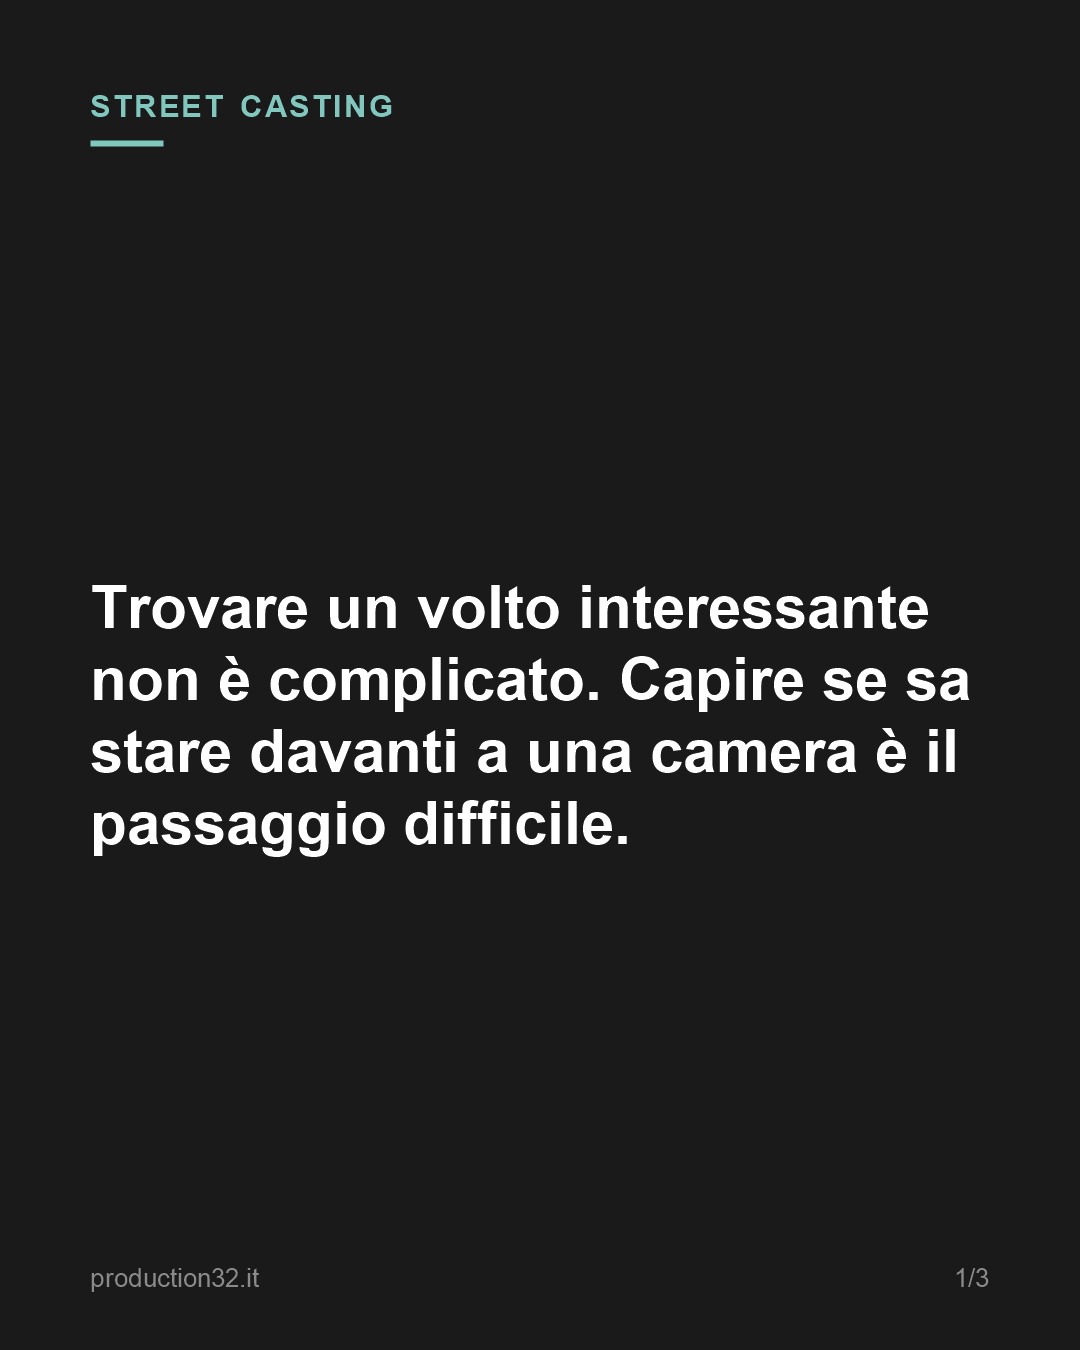 STREET CASTING
Trovare un volto interessante
non è complicato. Capire se sa
stare davanti a una camera è il
passaggio difficile.
production32.it
1/3